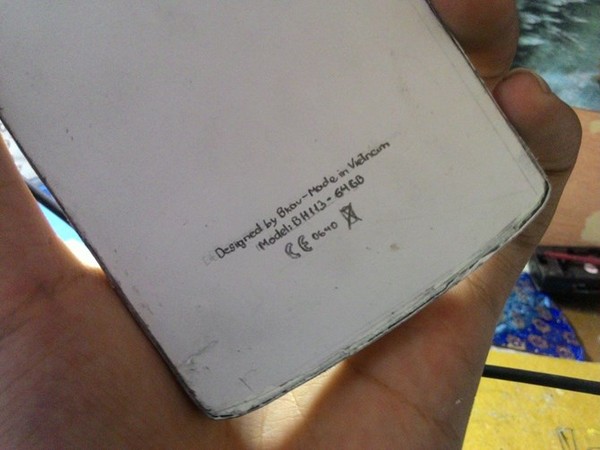 Designed by Bkav - Made in Vietnam
Model: BH113 - 64GB
CE 0640